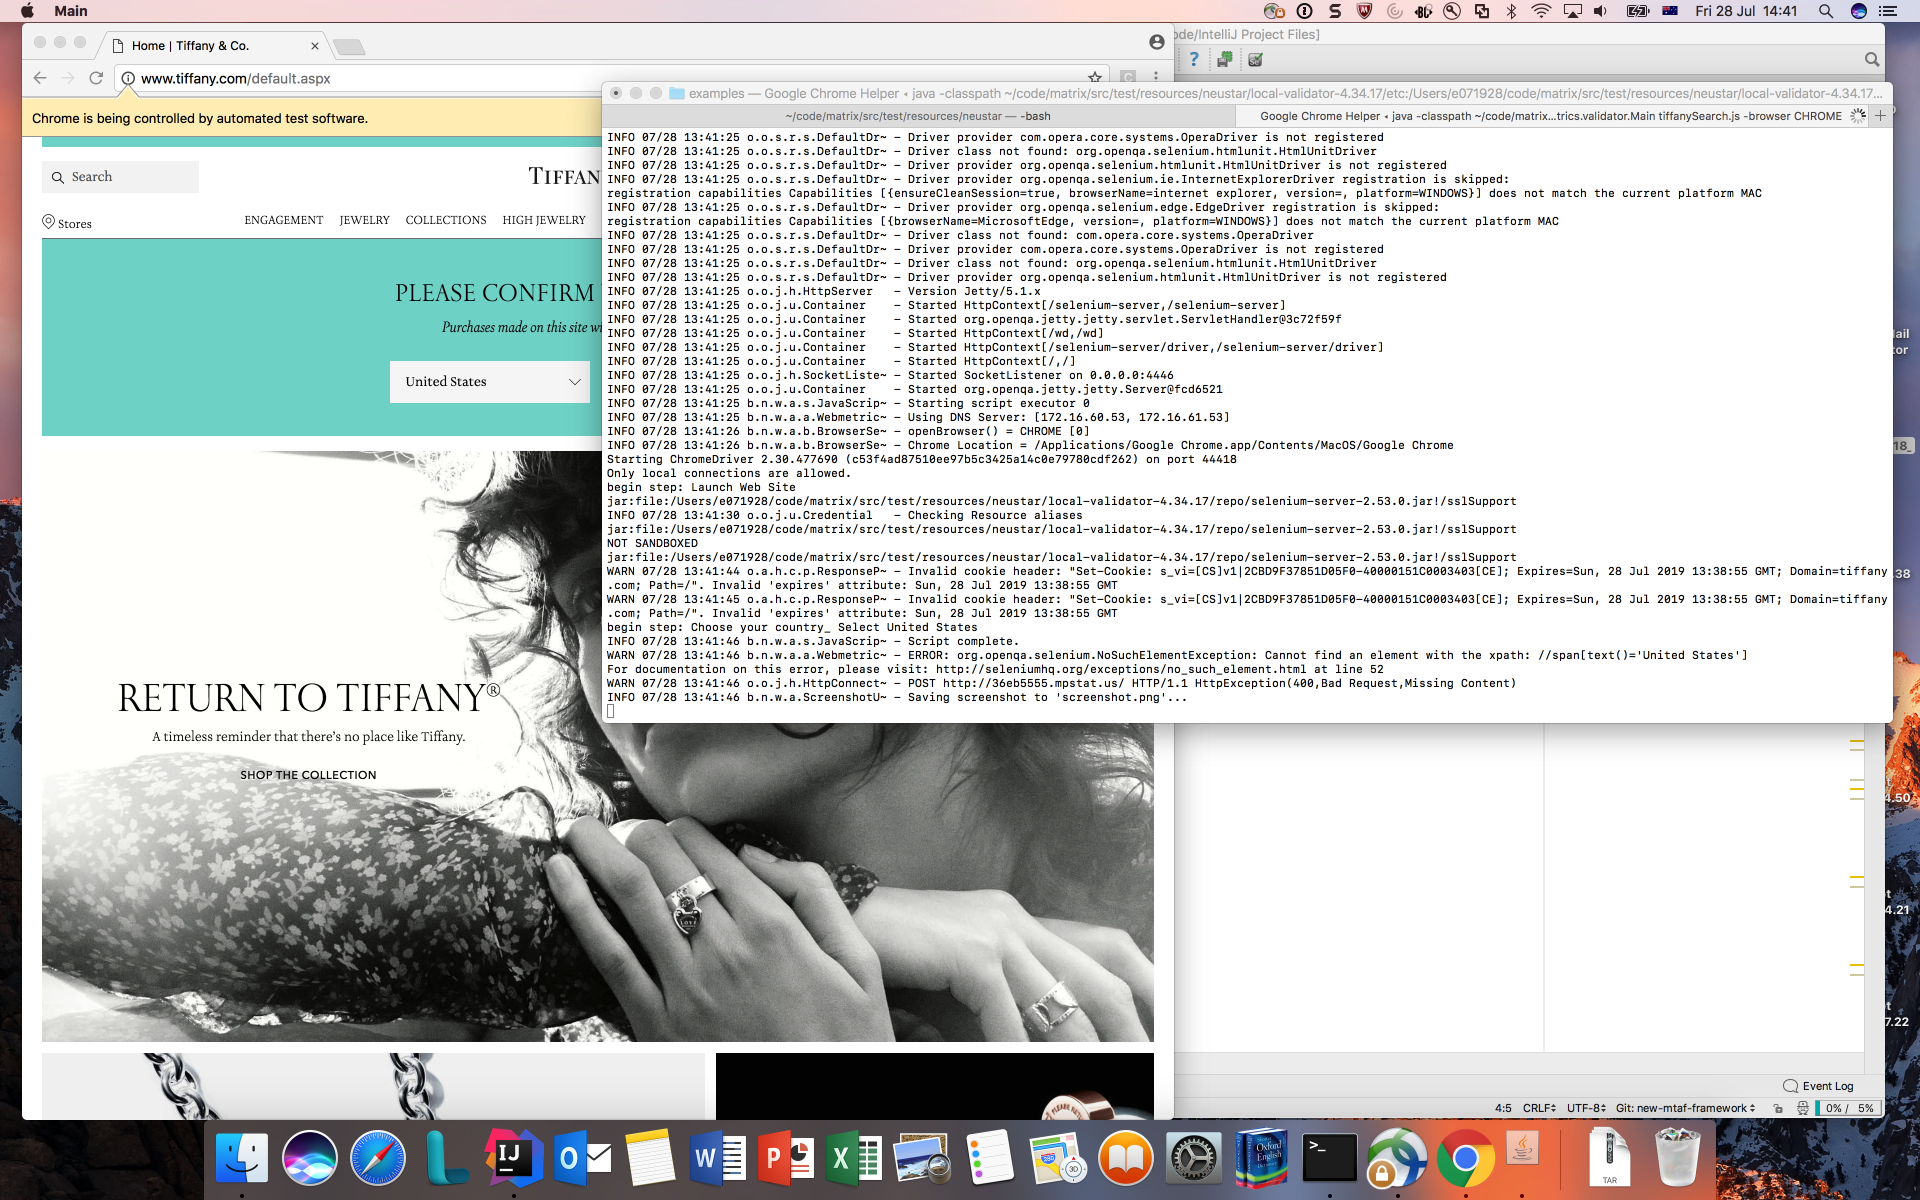 Main
Fri 28 Jul 14:41
Home | Tiffany & Co.
www.tiffany.com/default.aspx
Chrome is being controlled by automated test software.
Search
TIFFAN
Stores
ENGAGEMENT JEWELRY COLLECTIONS HIGH JEWELRY
PLEASE CONFIRM
Purchases made on this site
United States
RETURN TO TIFFANY®
A timeless reminder that there's no place like Tiffany.
SHOP THE COLLECTION
ode/IntelliJ Project Files]
examples — Google Chrome Helper ◂ java -classpath ~/code/matrix/src/test/resources/neustar/local-validator-4.34.17/etc:/Users/e071928/code/matrix/src/test/resources/neustar/local-validator-4.34.17...
~/code/matrix/src/test/resources/neustar — -bash
Google Chrome Helper ◂ java -classpath ~/code/matrix...trics.validator.Main tiffanySearch.js -browser CHROME
INFO 07/28 13:41:25 o.o.s.r.s.DefaultDr~ - Driver provider com.opera.core.systems.OperaDriver is not registered
INFO 07/28 13:41:25 o.o.s.r.s.DefaultDr~ - Driver class not found: org.openqa.selenium.htmlunit.HtmlUnitDriver
INFO 07/28 13:41:25 o.o.s.r.s.DefaultDr~ - Driver provider org.openqa.selenium.htmlunit.HtmlUnitDriver is not registered
INFO 07/28 13:41:25 o.o.s.r.s.DefaultDr~ - Driver provider org.openqa.selenium.ie.InternetExplorerDriver registration is skipped:
registration capabilities Capabilities [{ensureCleanSession=true, browserName=internet explorer, version=, platform=WINDOWS}] does not match the current platform MAC
INFO 07/28 13:41:25 o.o.s.r.s.DefaultDr~ - Driver provider org.openqa.selenium.edge.EdgeDriver registration is skipped:
registration capabilities Capabilities [{browserName=MicrosoftEdge, version=, platform=WINDOWS}] does not match the current platform MAC
INFO 07/28 13:41:25 o.o.s.r.s.DefaultDr~ - Driver class not found: com.opera.core.systems.OperaDriver
INFO 07/28 13:41:25 o.o.s.r.s.DefaultDr~ - Driver provider com.opera.core.systems.OperaDriver is not registered
INFO 07/28 13:41:25 o.o.s.r.s.DefaultDr~ - Driver class not found: org.openqa.selenium.htmlunit.HtmlUnitDriver
INFO 07/28 13:41:25 o.o.s.r.s.DefaultDr~ - Driver provider org.openqa.selenium.htmlunit.HtmlUnitDriver is not registered
INFO 07/28 13:41:25 o.o.j.h.HttpServer - Version Jetty/5.1.x
INFO 07/28 13:41:25 o.o.j.u.Container - Started HttpContext[/selenium-server,/selenium-server]
INFO 07/28 13:41:25 o.o.j.u.Container - Started org.openqa.jetty.jetty.servlet.ServletHandler@3c72f59f
INFO 07/28 13:41:25 o.o.j.u.Container - Started HttpContext[/wd,/wd]
INFO 07/28 13:41:25 o.o.j.u.Container - Started HttpContext[/selenium-server/driver,/selenium-server/driver]
INFO 07/28 13:41:25 o.o.j.u.Container - Started HttpContext[/,/]
INFO 07/28 13:41:25 o.o.j.h.SocketListe~ - Started SocketListener on 0.0.0.0:4446
INFO 07/28 13:41:25 o.o.j.u.Container - Started org.openqa.jetty.jetty.Server@fcd6521
INFO 07/28 13:41:25 b.n.w.a.s.JavaScrip~ - Starting script executor 0
INFO 07/28 13:41:25 b.n.w.a.a.Webmetric~ - Using DNS Server: [172.16.60.53, 172.16.61.53]
INFO 07/28 13:41:26 b.n.w.a.b.BrowserSe~ - openBrowser() = CHROME [0]
INFO 07/28 13:41:26 b.n.w.a.b.BrowserSe~ - Chrome Location = /Applications/Google Chrome.app/Contents/MacOS/Google Chrome
Starting ChromeDriver 2.30.477690 (c53f4ad87510ee97b5c3425a14c0e79780cdf262) on port 44418
Only local connections are allowed.
begin step: Launch Web Site
jar:file:/Users/e071928/code/matrix/src/test/resources/neustar/local-validator-4.34.17/repo/selenium-server-2.53.0.jar!/sslSupport
INFO 07/28 13:41:30 o.o.j.u.Credential - Checking Resource aliases
jar:file:/Users/e071928/code/matrix/src/test/resources/neustar/local-validator-4.34.17/repo/selenium-server-2.53.0.jar!/sslSupport
NOT SANDBOXED
jar:file:/Users/e071928/code/matrix/src/test/resources/neustar/local-validator-4.34.17/repo/selenium-server-2.53.0.jar!/sslSupport
WARN 07/28 13:41:44 o.a.h.c.p.ResponseP~ - Invalid cookie header: "Set-Cookie: s_vi=[CS]v1|2CBD9F37851D05F0-40000151C0003403[CE]; Expires=Sun, 28 Jul 2019 13:38:55 GMT; Domain=tiffany
.com; Path=/". Invalid 'expires' attribute: Sun, 28 Jul 2019 13:38:55 GMT
WARN 07/28 13:41:45 o.a.h.c.p.ResponseP~ - Invalid cookie header: "Set-Cookie: s_vi=[CS]v1|2CBD9F37851D05F0-40000151C0003403[CE]; Expires=Sun, 28 Jul 2019 13:38:55 GMT; Domain=tiffany
.com; Path=/". Invalid 'expires' attribute: Sun, 28 Jul 2019 13:38:55 GMT
begin step: Choose your country_ Select United States
INFO 07/28 13:41:46 b.n.w.a.s.JavaScrip~ - Script complete.
WARN 07/28 13:41:46 b.n.w.a.a.Webmetric~ - ERROR: org.openqa.selenium.NoSuchElementException: Cannot find an element with the xpath: //span[text()='United States']
For documentation on this error, please visit: http://seleniumhq.org/exceptions/no_such_element.html at line 52
WARN 07/28 13:41:46 o.o.j.h.HttpConnect~ - POST http://36eb5555.mpstat.us/ HTTP/1.1 HttpException(400,Bad Request,Missing Content)
INFO 07/28 13:41:46 b.n.w.a.ScreenshotU~ - Saving screenshot to 'screenshot.png'...
Event Log
4:5 CRLF UTF-8 Git: new-mtaf-framework 0% / 5%
TAR